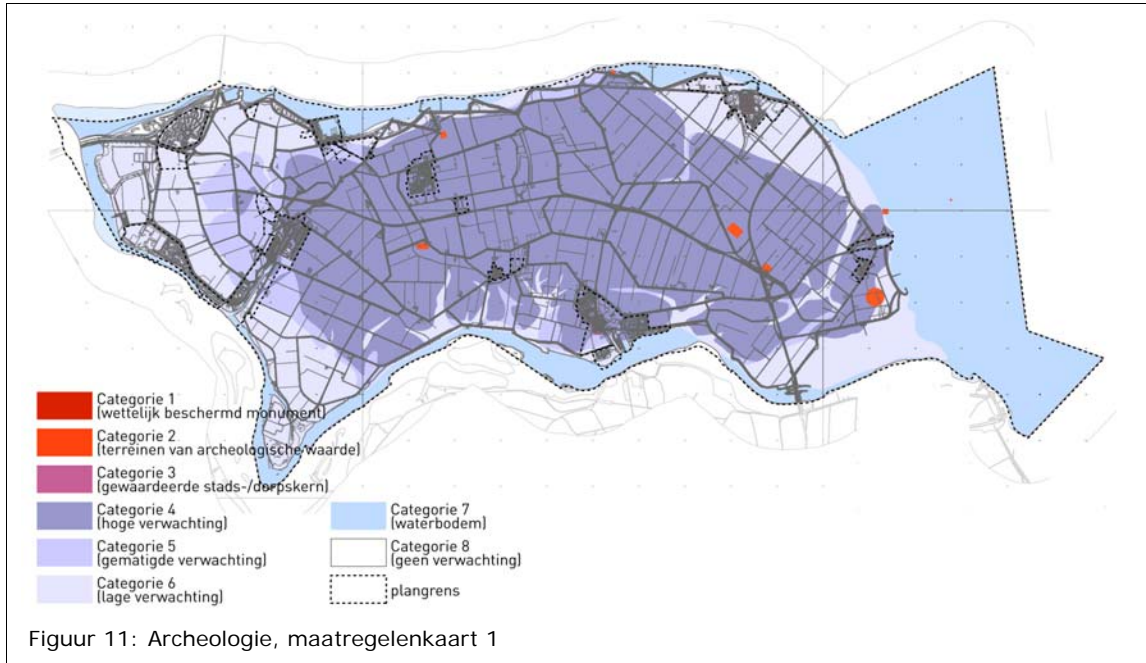 Categorie 1
(wettelijk beschermd monument)
Categorie 2
(terreinen van archeologische waarde)
Categorie 3
(gewaardeerde stads-/dorpskern)
Categorie 4
(hoge verwachting)
Categorie 5
(gematigde verwachting)
Categorie 6
(lage verwachting)
Categorie 7
(waterbodem)
Categorie 8
(geen verwachting)
plangrens
Figuur 11: Archeologie, maatregelenkaart 1